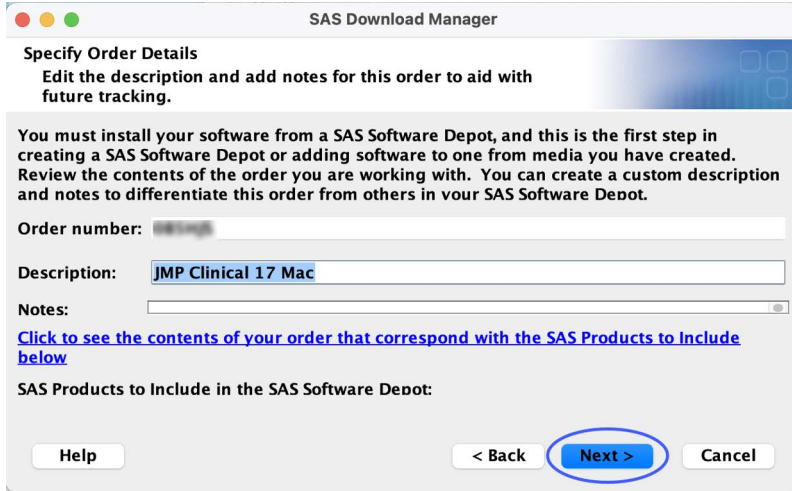 SAS Download Manager
Specify Order Details
Edit the description and add notes for this order to aid with
future tracking.
You must install your software from a SAS Software Depot, and this is the first step in
creating a SAS Software Depot or adding software to one from media you have created.
Review the contents of the order you are working with. You can create a custom description
and notes to differentiate this order from others in your SAS Software Depot.
Order number:
Description: JMP Clinical 17 Mac
Notes:
Click to see the contents of your order that correspond with the SAS Products to Include
below
SAS Products to Include in the SAS Software Depot:
Help < Back Next > Cancel